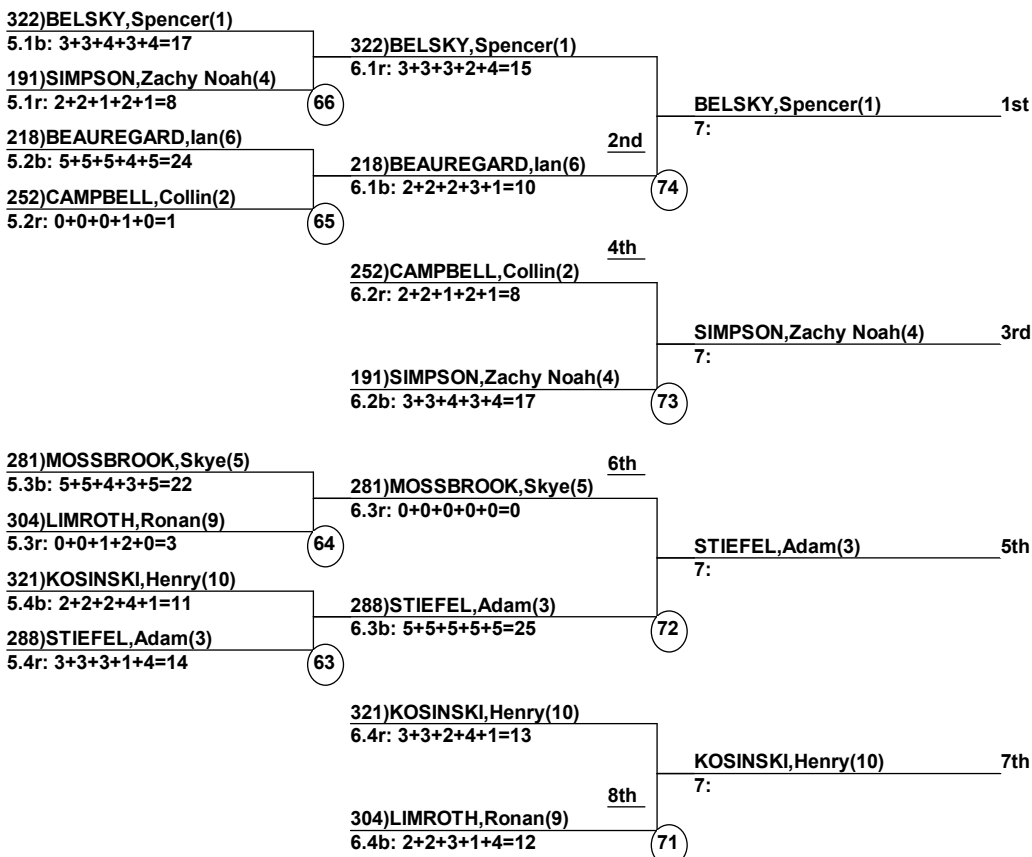 322)BELSKY,Spencer(1)
5.1b: 3+3+4+3+4=17
191)SIMPSON,Zachy Noah(4)
5.1r: 2+2+1+2+1=8
66
218)BEAUREGARD,Ian(6)
5.2b: 5+5+5+4+5=24
252)CAMPBELL,Collin(2)
5.2r: 0+0+0+1+0=1
65
322)BELSKY,Spencer(1)
6.1r: 3+3+3+2+4=15
2nd
218)BEAUREGARD,Ian(6)
6.1b: 2+2+2+3+1=10
74
BELSKY,Spencer(1) 1st
7:
4th
252)CAMPBELL,Collin(2)
6.2r: 2+2+1+2+1=8
191)SIMPSON,Zachy Noah(4)
6.2b: 3+3+4+3+4=17
73
SIMPSON,Zachy Noah(4) 3rd
7:
281)MOSSBROOK,Skye(5)
5.3b: 5+5+4+3+5=22
304)LIMROTH,Ronan(9)
5.3r: 0+0+1+2+0=3
64
321)KOSINSKI,Henry(10)
5.4b: 2+2+2+4+1=11
288)STIEFEL,Adam(3)
5.4r: 3+3+3+1+4=14
63
6th
281)MOSSBROOK,Skye(5)
6.3r: 0+0+0+0+0=0
288)STIEFEL,Adam(3)
6.3b: 5+5+5+5+5=25
72
STIEFEL,Adam(3) 5th
7:
321)KOSINSKI,Henry(10)
6.4r: 3+3+2+4+1=13
8th
304)LIMROTH,Ronan(9)
6.4b: 2+2+3+1+4=12
71
KOSINSKI,Henry(10) 7th
7: